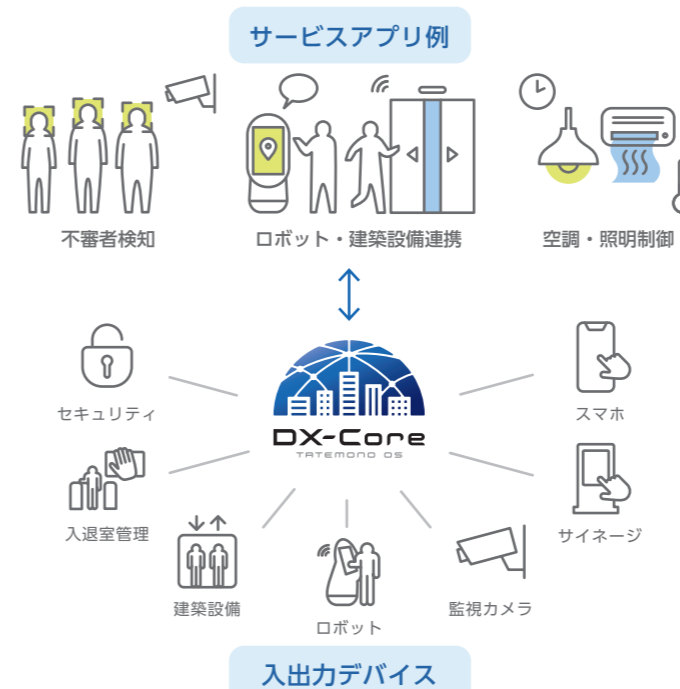 サービスアプリ例
不審者検知
ロボット・建築設備連携
空調・照明制御
セキュリティ
スマホ
DX-Core
TATEMONO OS
入退室管理
サイネージ
建築設備
監視カメラ
ロボット
入出力デバイス